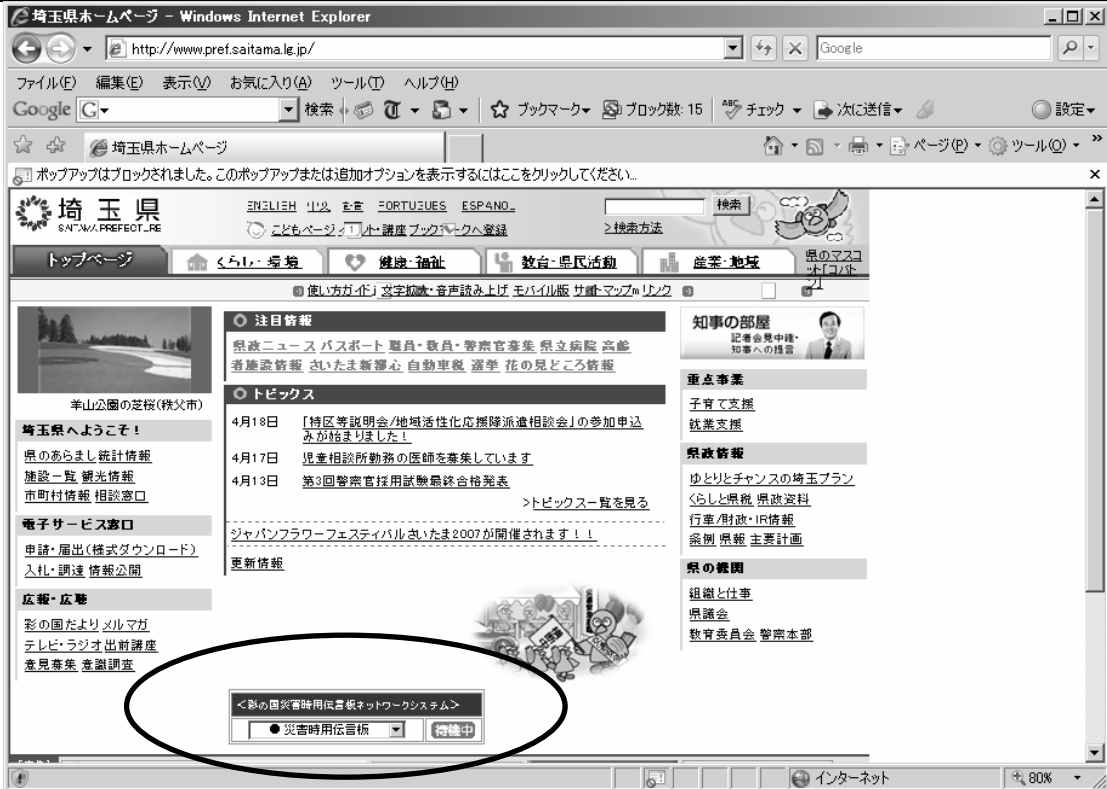 埼玉県ホームページ - Windows Internet Explorer
http://www.pref.saitama.lg.jp/
Google
ファイル(F) 編集(E) 表示(V) お気に入り(A) ツール(T) ヘルプ(H)
Google G 検索 ブックマーク ブロック数: 15 チェック 次に送信 設定
埼玉県ホームページ ページ(P) ツール(O) »
ポップアップはブロックされました。このポップアップまたは追加オプションを表示するにはここをクリックしてください...
埼玉県
ENGLISH
検索
こどもページ
>検索方法
トップページ くらし・環境 健康・福祉 教育・県民活動 産業・地域
県のマスコット「コバトン」
使い方ガイド 文字拡大・音声読み上げ モバイル版 サイトマップ リンク
羊山公園の芝桜(秩父市)
埼玉県へようこそ!
県のあらまし 統計情報
施設一覧 観光情報
市町村情報 相談窓口
電子サービス窓口
申請・届出(様式ダウンロード)
入札・調達 情報公開
広報・広聴
彩の国だより メルマガ
テレビ・ラジオ 出前講座
意見募集 意識調査
注目情報
県政ニュース パスポート 職員・教員・警察官募集 県立病院 高齢
者施設情報 さいたま新都心 自動車税 選挙 花の見どころ情報
トピックス
4月18日 「特区等説明会/地域活性化応援隊派遣相談会」の参加申込
みが始まりました!
4月17日 児童相談所勤務の医師を募集しています
4月13日 第3回警察官採用試験最終合格発表
>トピックス一覧を見る
ジャパンフラワーフェスティバルさいたま2007が開催されます!!
更新情報
<彩の国災害時用伝言板ネットワークシステム>
●災害時用伝言板 待機中
知事の部屋
記者会見中継・
知事への提言
重点事業
子育て支援
就業支援
県政情報
ゆとりとチャンスの埼玉プラン
くらしと県税 県政資料
行革/財政・IR情報
条例 県報 主要計画
県の機関
組織と仕事
県議会
教育委員会 警察本部
インターネット 80%